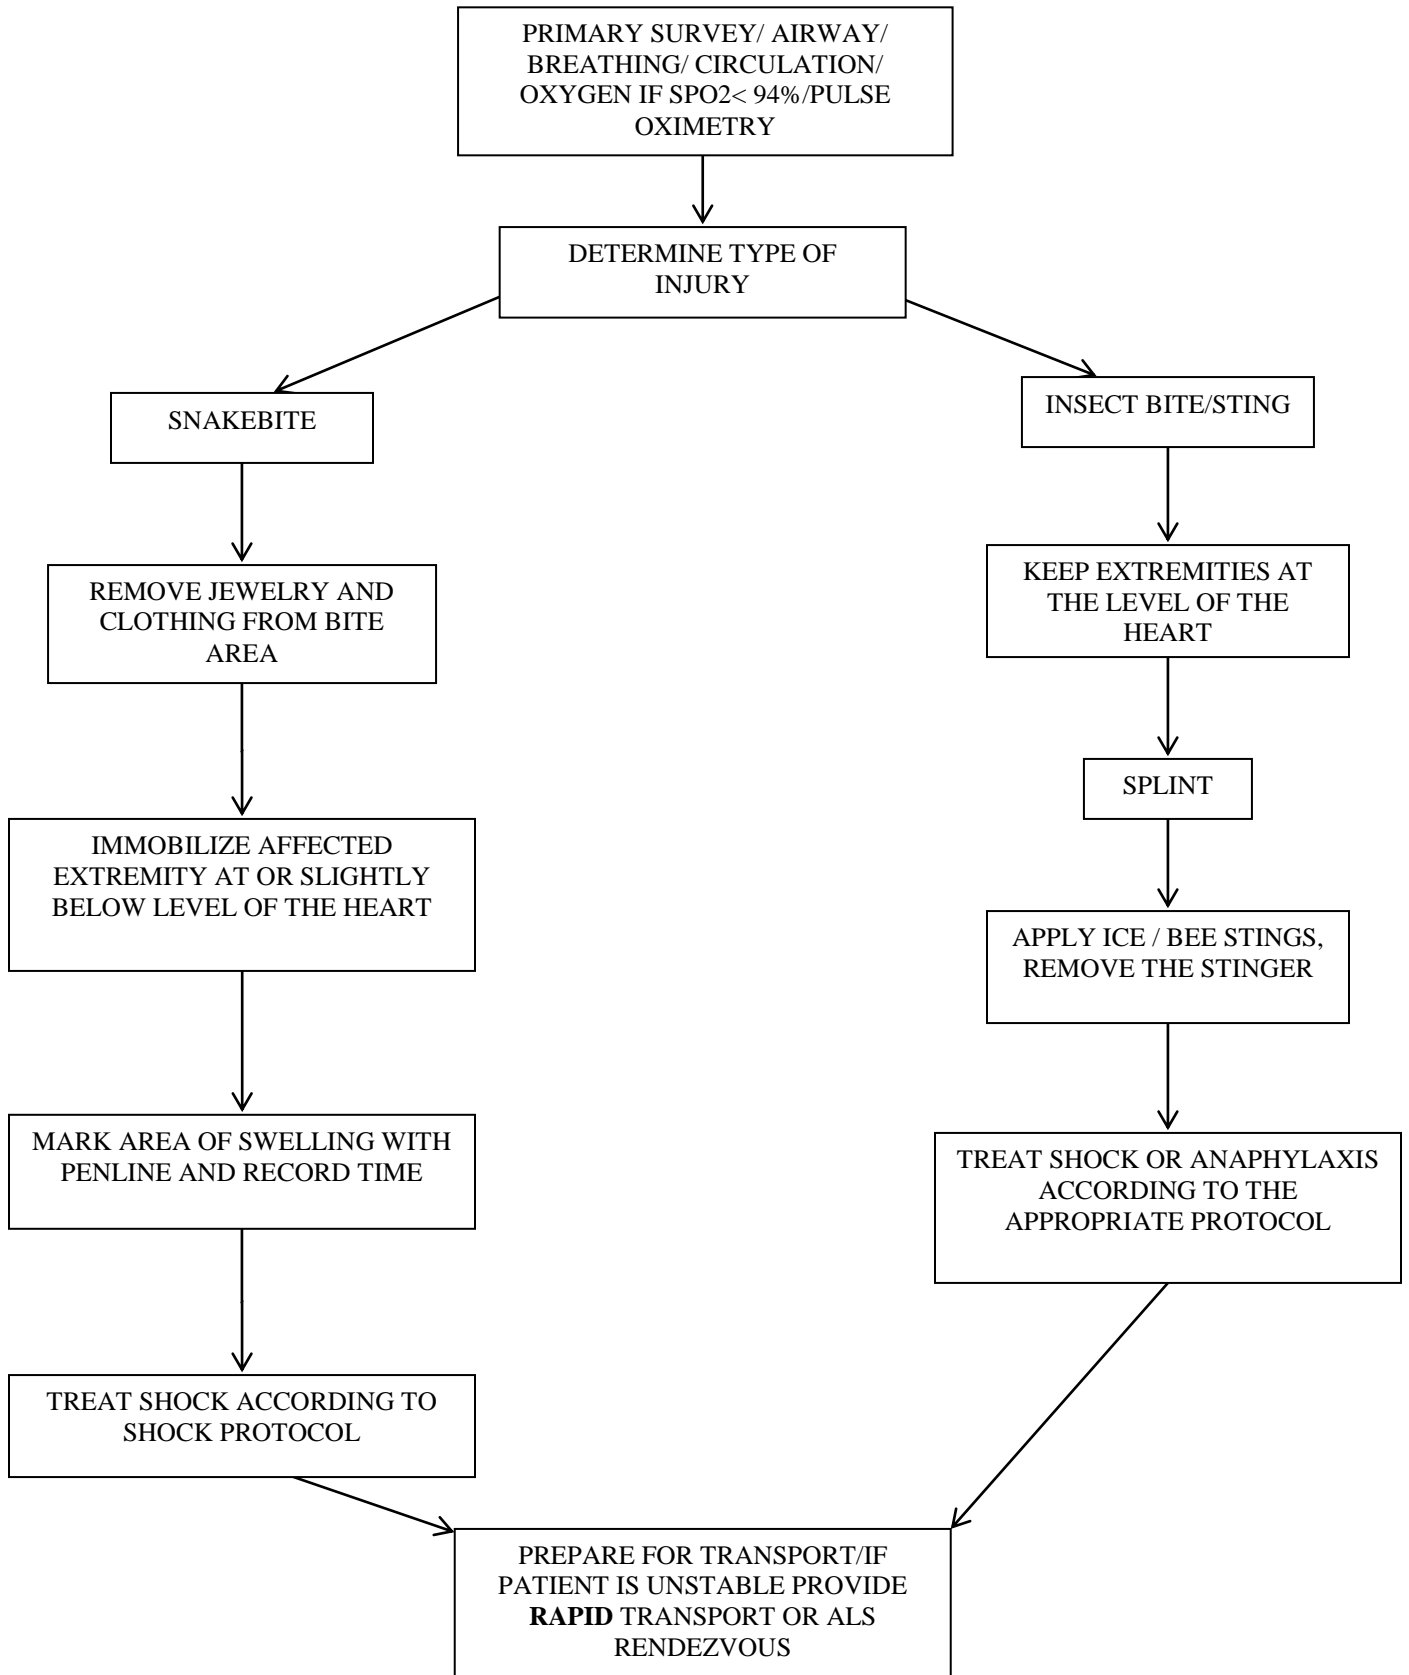 PRIMARY SURVEY/ AIRWAY/
BREATHING/ CIRCULATION/
OXYGEN IF SPO2< 94%/PULSE
OXIMETRY
DETERMINE TYPE OF
INJURY
SNAKEBITE
REMOVE JEWELRY AND
CLOTHING FROM BITE
AREA
IMMOBILIZE AFFECTED
EXTREMITY AT OR SLIGHTLY
BELOW LEVEL OF THE HEART
MARK AREA OF SWELLING WITH
PENLINE AND RECORD TIME
TREAT SHOCK ACCORDING TO
SHOCK PROTOCOL
INSECT BITE/STING
KEEP EXTREMITIES AT
THE LEVEL OF THE
HEART
SPLINT
APPLY ICE / BEE STINGS,
REMOVE THE STINGER
TREAT SHOCK OR ANAPHYLAXIS
ACCORDING TO THE
APPROPRIATE PROTOCOL
PREPARE FOR TRANSPORT/IF
PATIENT IS UNSTABLE PROVIDE
RAPID TRANSPORT OR ALS
RENDEZVOUS